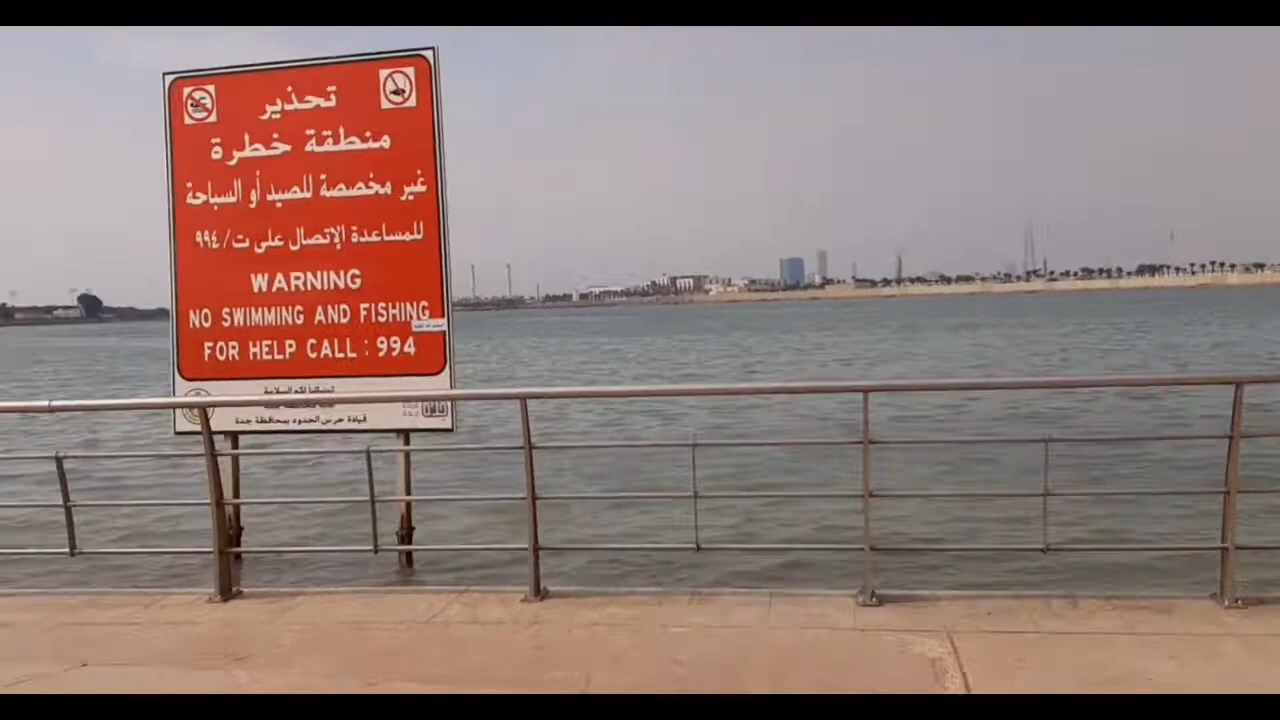 تحذير
منطقة خطرة
غير مخصصة للصيد أو السباحة
للمساعدة الإتصال على ت/ ٩٩٤
WARNING
NO SWIMMING AND FISHING
FOR HELP CALL : 994
قيادة حرس الحدود بمحافظة جدة